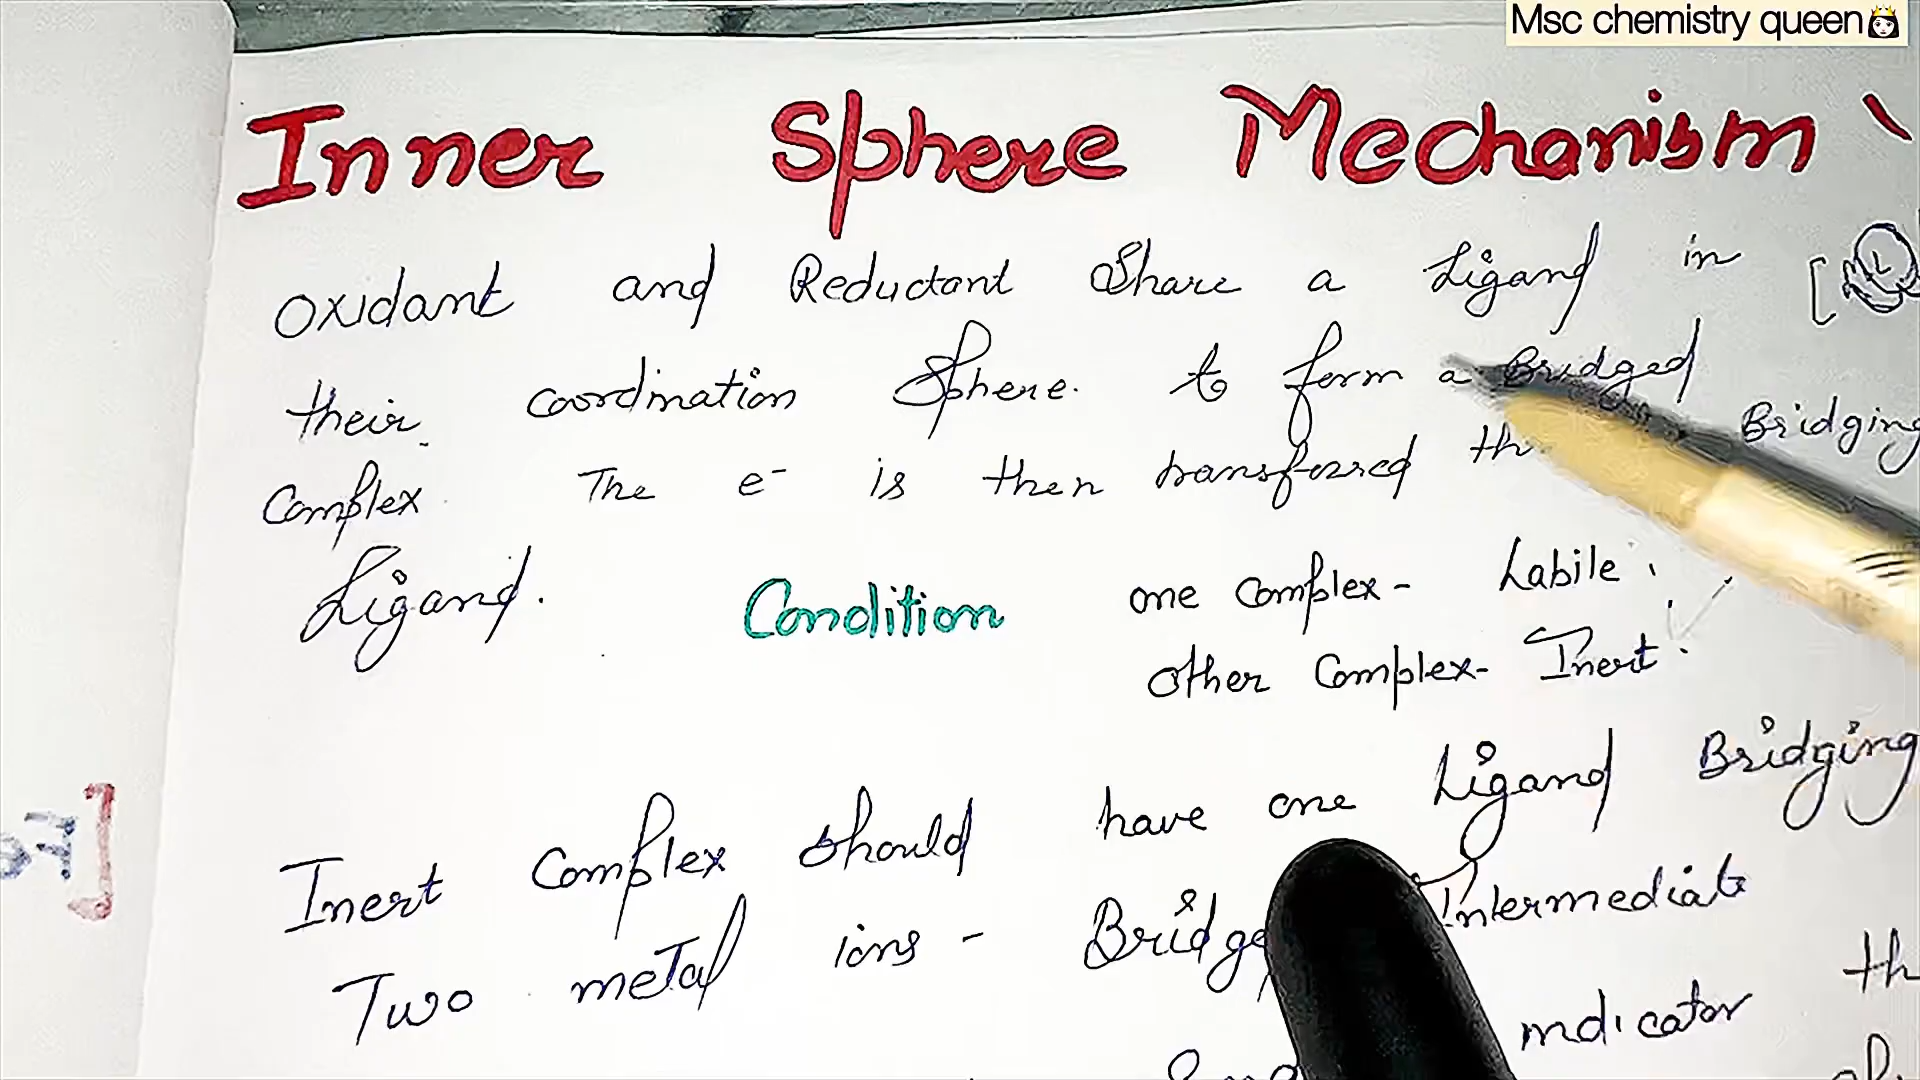 Msc chemistry queen
Inner Sphere Mechanism
Oxidant and Reductant Share a Ligand in
their coordination Sphere. to form a Bridged
Complex The e⁻ is then transferred Bridging
Ligand.
Condition one Complex - Labile.
other Complex - Inert.
Inert Complex should have one Ligand Bridging
Two metal ions - Intermediate
indicator